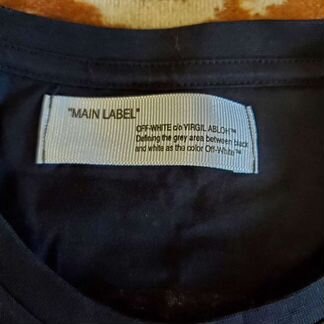 "MAIN LABEL"
OFF-WHITE c/o VIRGIL ABLOH™
Defining the grey area between black
and white as the color Off-White™